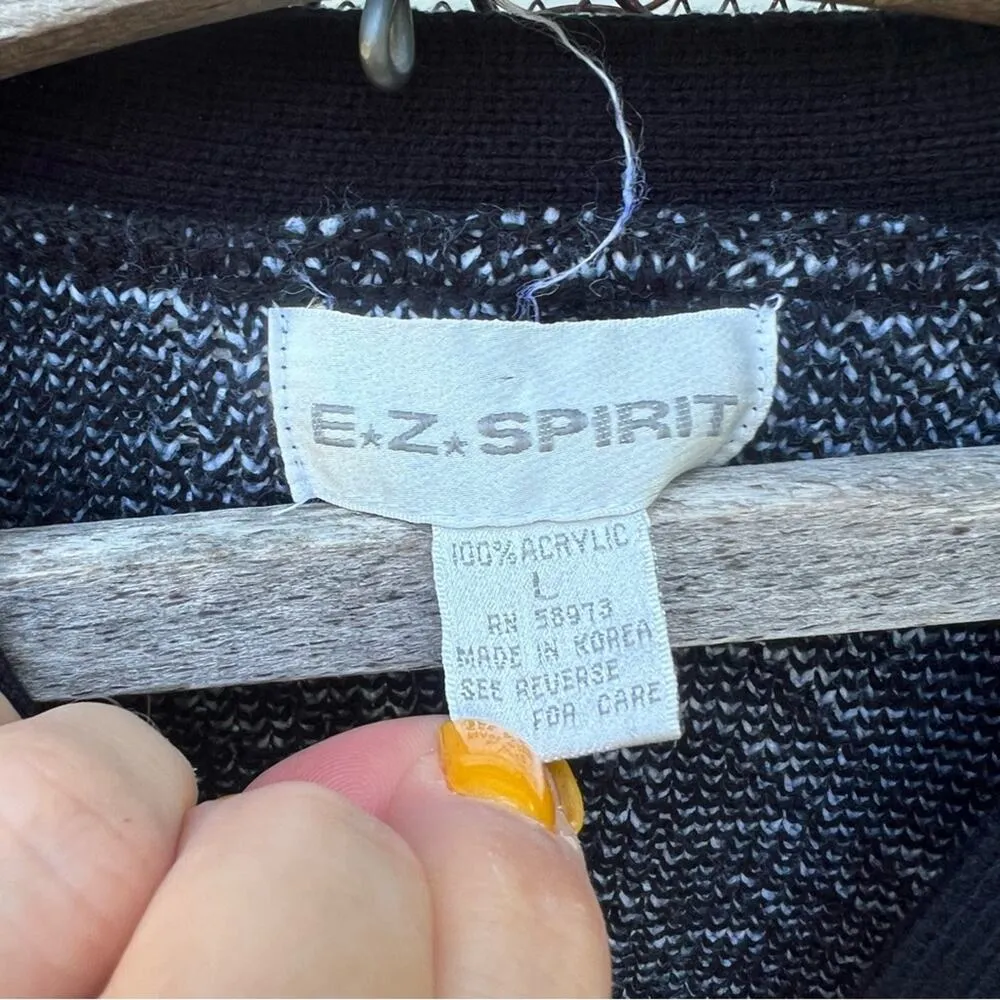 E★Z★SPIRIT
100% ACRYLIC
L
RN 58973
MADE IN KOREA
SEE REVERSE
FOR CARE